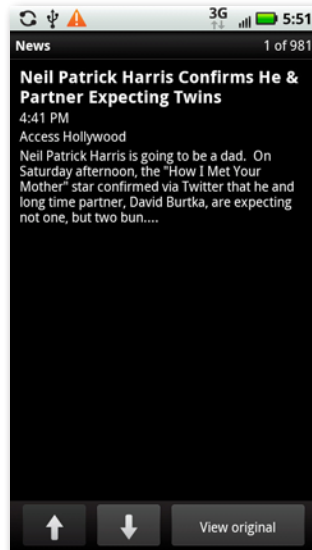 3G 5:51
News 1 of 981
Neil Patrick Harris Confirms He &
Partner Expecting Twins
4:41 PM
Access Hollywood
Neil Patrick Harris is going to be a dad.  On
Saturday afternoon, the "How I Met Your
Mother" star confirmed via Twitter that he and
long time partner, David Burtka, are expecting
not one, but two bun....
View original